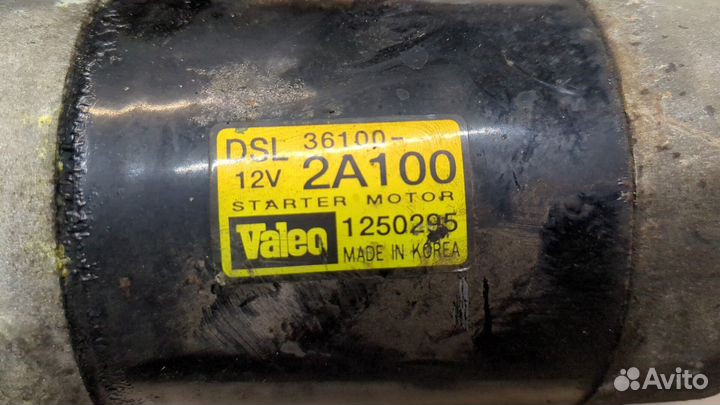 DSL 36100-
12V 2A100
STARTER MOTOR
Valeo 1250295
MADE IN KOREA
Avito